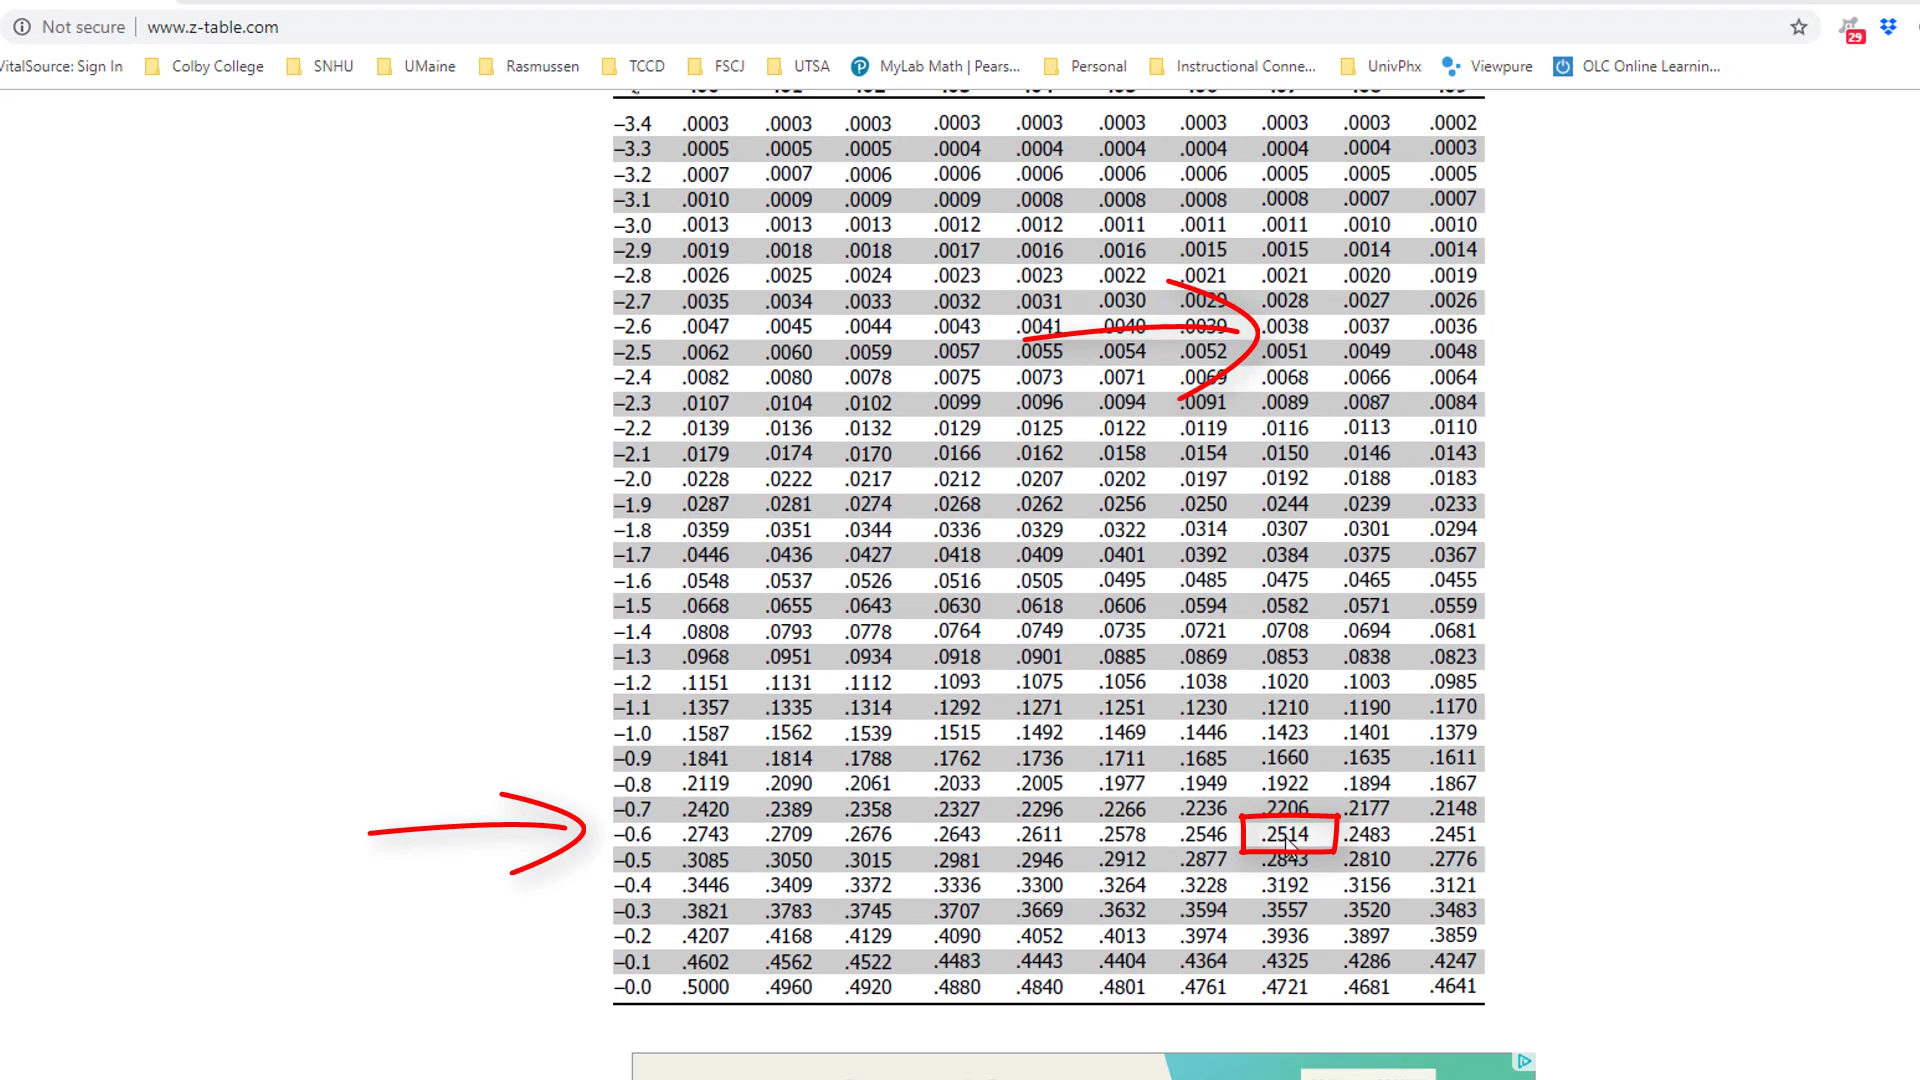 Not secure www.z-table.com 29
VitalSource: Sign In Colby College SNHU UMaine Rasmussen TCCD FSCJ UTSA MyLab Math | Pears... Personal Instructional Conne... UnivPhx Viewpure OLC Online Learnin...
–3.4 .0003 .0003 .0003 .0003 .0003 .0003 .0003 .0003 .0003 .0002
–3.3 .0005 .0005 .0005 .0004 .0004 .0004 .0004 .0004 .0004 .0003
–3.2 .0007 .0007 .0006 .0006 .0006 .0006 .0006 .0005 .0005 .0005
–3.1 .0010 .0009 .0009 .0009 .0008 .0008 .0008 .0008 .0007 .0007
–3.0 .0013 .0013 .0013 .0012 .0012 .0011 .0011 .0011 .0010 .0010
–2.9 .0019 .0018 .0018 .0017 .0016 .0016 .0015 .0015 .0014 .0014
–2.8 .0026 .0025 .0024 .0023 .0023 .0022 .0021 .0021 .0020 .0019
–2.7 .0035 .0034 .0033 .0032 .0031 .0030 .0029 .0028 .0027 .0026
–2.6 .0047 .0045 .0044 .0043 .0041 .0040 .0039 .0038 .0037 .0036
–2.5 .0062 .0060 .0059 .0057 .0055 .0054 .0052 .0051 .0049 .0048
–2.4 .0082 .0080 .0078 .0075 .0073 .0071 .0069 .0068 .0066 .0064
–2.3 .0107 .0104 .0102 .0099 .0096 .0094 .0091 .0089 .0087 .0084
–2.2 .0139 .0136 .0132 .0129 .0125 .0122 .0119 .0116 .0113 .0110
–2.1 .0179 .0174 .0170 .0166 .0162 .0158 .0154 .0150 .0146 .0143
–2.0 .0228 .0222 .0217 .0212 .0207 .0202 .0197 .0192 .0188 .0183
–1.9 .0287 .0281 .0274 .0268 .0262 .0256 .0250 .0244 .0239 .0233
–1.8 .0359 .0351 .0344 .0336 .0329 .0322 .0314 .0307 .0301 .0294
–1.7 .0446 .0436 .0427 .0418 .0409 .0401 .0392 .0384 .0375 .0367
–1.6 .0548 .0537 .0526 .0516 .0505 .0495 .0485 .0475 .0465 .0455
–1.5 .0668 .0655 .0643 .0630 .0618 .0606 .0594 .0582 .0571 .0559
–1.4 .0808 .0793 .0778 .0764 .0749 .0735 .0721 .0708 .0694 .0681
–1.3 .0968 .0951 .0934 .0918 .0901 .0885 .0869 .0853 .0838 .0823
–1.2 .1151 .1131 .1112 .1093 .1075 .1056 .1038 .1020 .1003 .0985
–1.1 .1357 .1335 .1314 .1292 .1271 .1251 .1230 .1210 .1190 .1170
–1.0 .1587 .1562 .1539 .1515 .1492 .1469 .1446 .1423 .1401 .1379
–0.9 .1841 .1814 .1788 .1762 .1736 .1711 .1685 .1660 .1635 .1611
–0.8 .2119 .2090 .2061 .2033 .2005 .1977 .1949 .1922 .1894 .1867
–0.7 .2420 .2389 .2358 .2327 .2296 .2266 .2236 .2206 .2177 .2148
–0.6 .2743 .2709 .2676 .2643 .2611 .2578 .2546 .2514 .2483 .2451
–0.5 .3085 .3050 .3015 .2981 .2946 .2912 .2877 .2843 .2810 .2776
–0.4 .3446 .3409 .3372 .3336 .3300 .3264 .3228 .3192 .3156 .3121
–0.3 .3821 .3783 .3745 .3707 .3669 .3632 .3594 .3557 .3520 .3483
–0.2 .4207 .4168 .4129 .4090 .4052 .4013 .3974 .3936 .3897 .3859
–0.1 .4602 .4562 .4522 .4483 .4443 .4404 .4364 .4325 .4286 .4247
–0.0 .5000 .4960 .4920 .4880 .4840 .4801 .4761 .4721 .4681 .4641